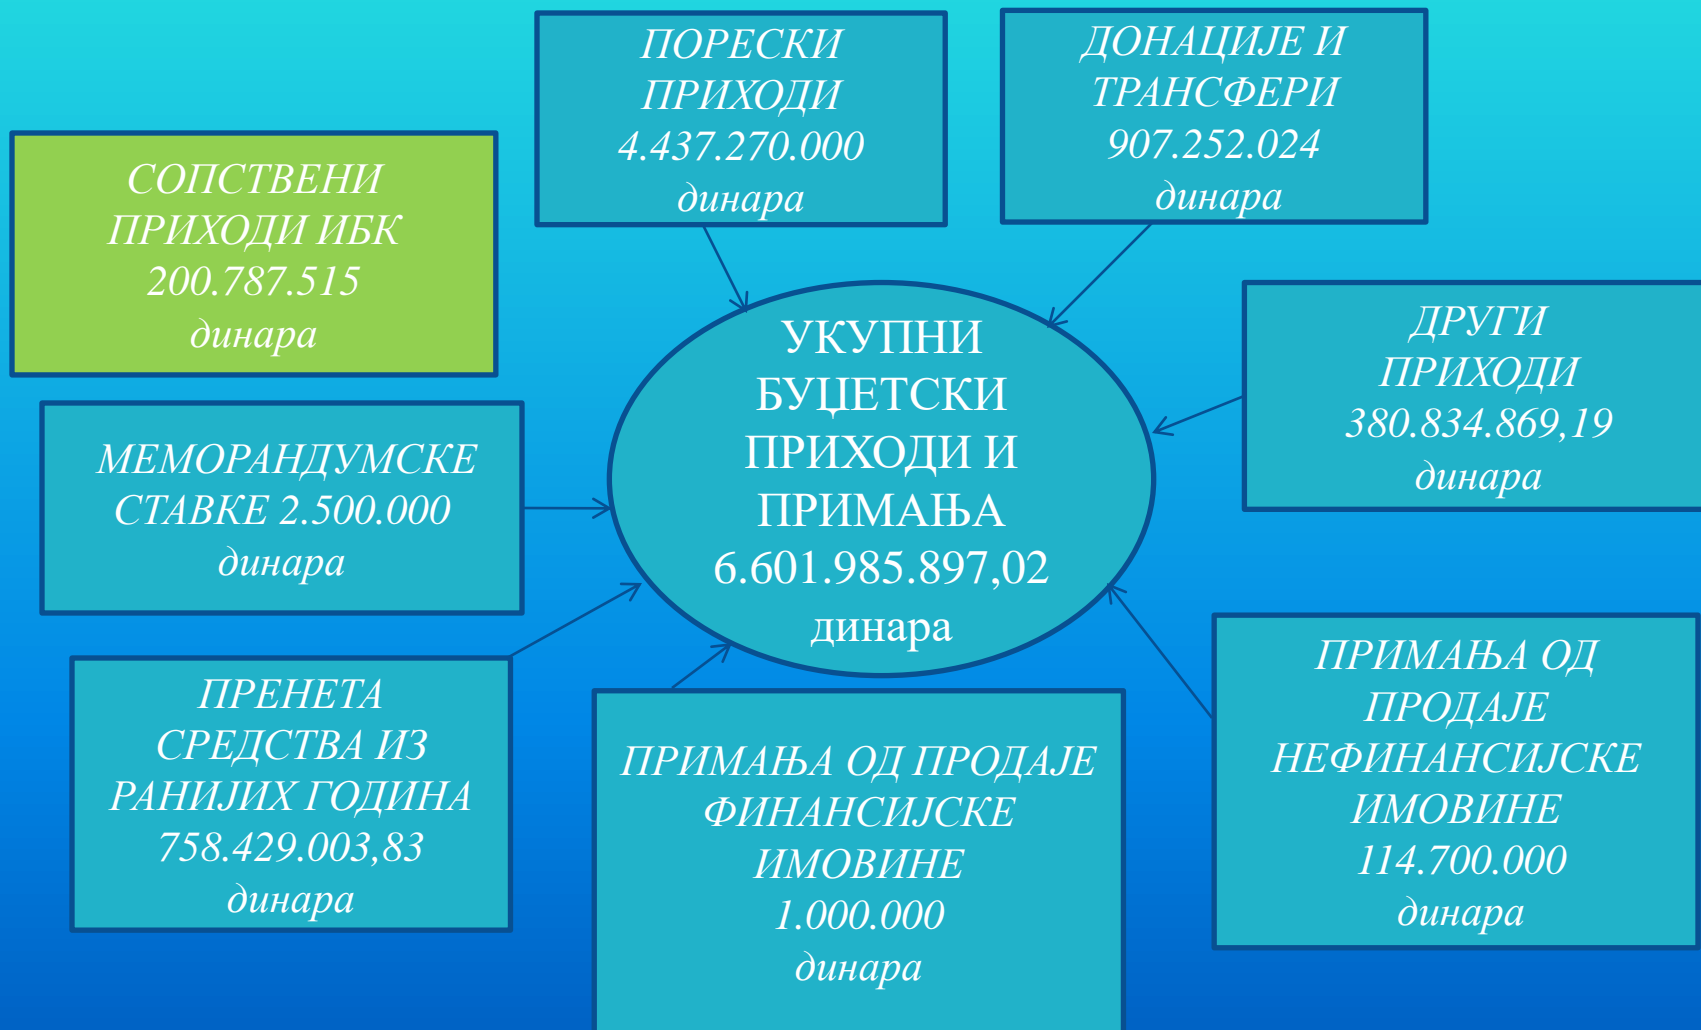 ПОРЕСКИ
ПРИХОДИ
4.437.270.000
динара
ДОНАЦИЈЕ И
ТРАНСФЕРИ
907.252.024
динара
СОПСТВЕНИ
ПРИХОДИ ИБК
200.787.515
динара
УКУПНИ
БУЏЕТСКИ
ПРИХОДИ И
ПРИМАЊА
6.601.985.897,02
динара
ДРУГИ
ПРИХОДИ
380.834.869,19
динара
МЕМОРАНДУМСКЕ
СТАВКЕ 2.500.000
динара
ПРЕНЕТА
СРЕДСТВА ИЗ
РАНИЈИХ ГОДИНА
758.429.003,83
динара
ПРИМАЊА ОД ПРОДАЈЕ
ФИНАНСИЈСКЕ
ИМОВИНЕ
1.000.000
динара
ПРИМАЊА ОД
ПРОДАЈЕ
НЕФИНАНСИЈСКЕ
ИМОВИНЕ
114.700.000
динара